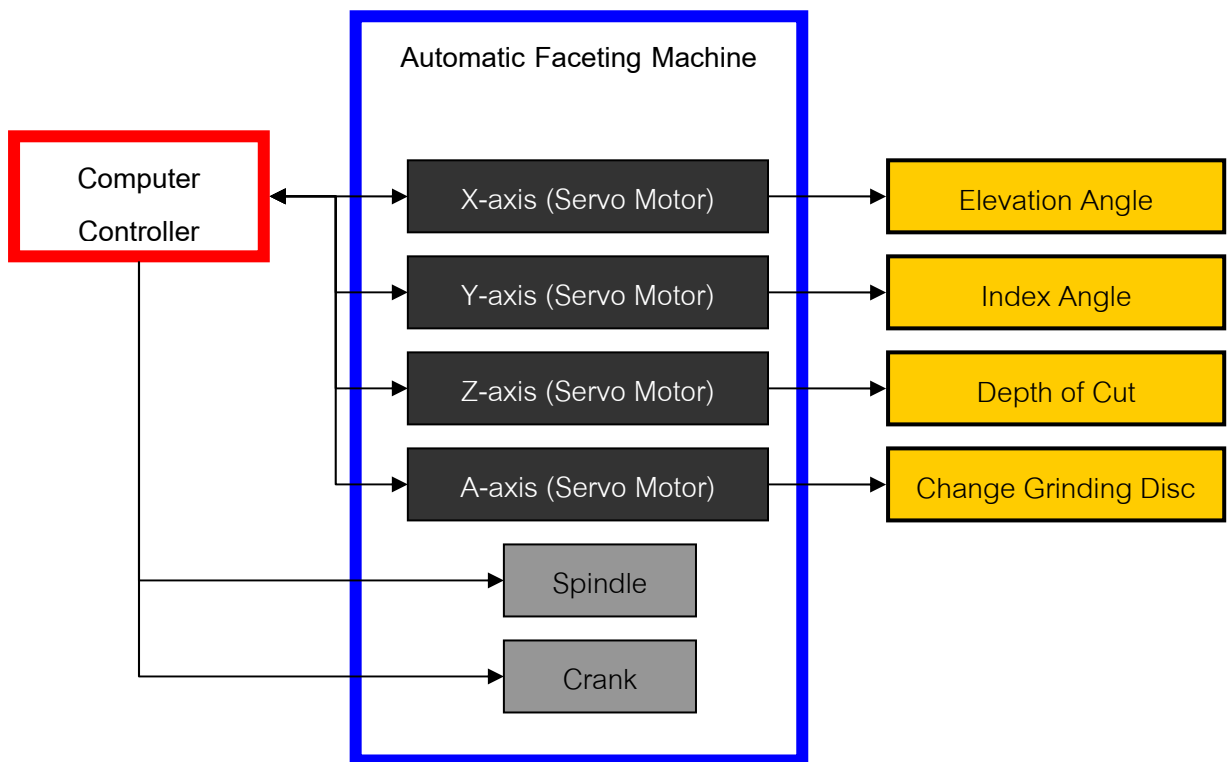 Automatic Faceting Machine
Computer
Controller
X-axis (Servo Motor)
Elevation Angle
Y-axis (Servo Motor)
Index Angle
Z-axis (Servo Motor)
Depth of Cut
A-axis (Servo Motor)
Change Grinding Disc
Spindle
Crank